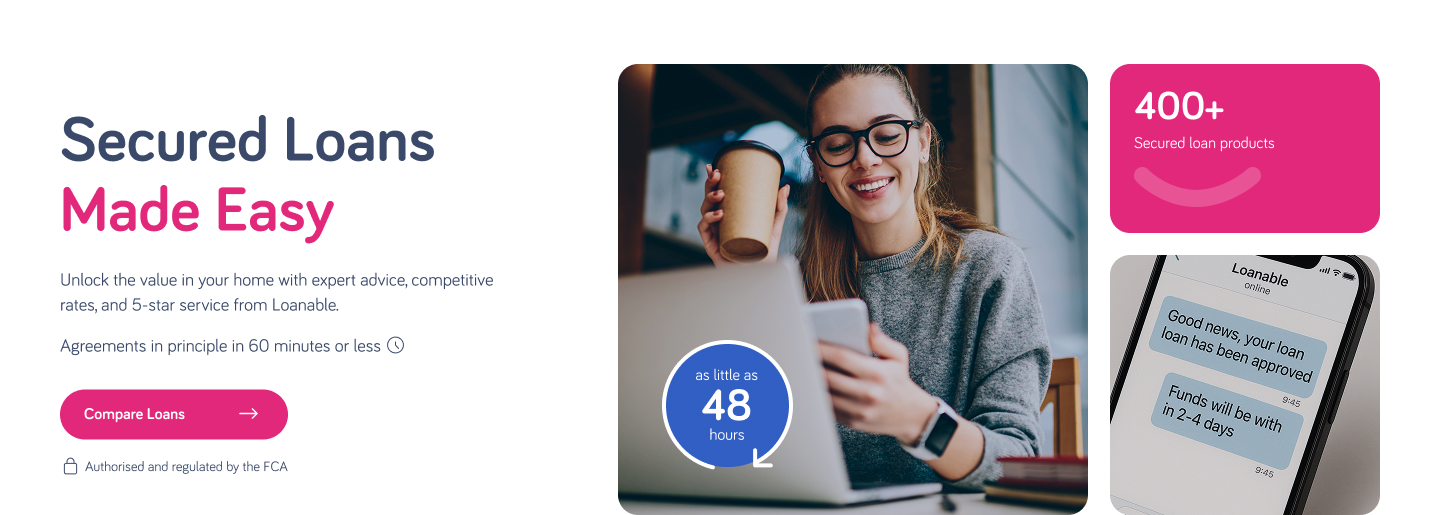 Secured Loans
Made Easy
Unlock the value in your home with expert advice, competitive
rates, and 5-star service from Loanable.
Agreements in principle in 60 minutes or less
Compare Loans
Authorised and regulated by the FCA
as little as
48
hours
400+
Secured loan products
Loanable
online
Good news, your loan
loan has been approved
9:45
Funds will be with
in 2-4 days
9:45